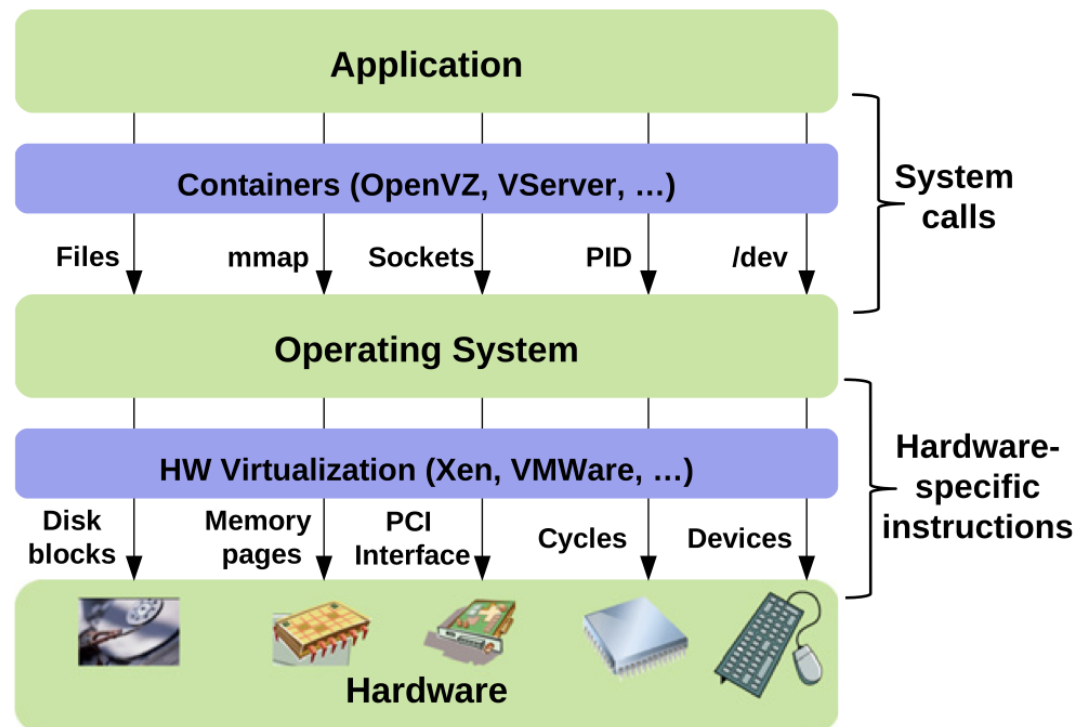 Application
Containers (OpenVZ, VServer, …)
System
calls
Files
mmap
Sockets
PID
/dev
Operating System
HW Virtualization (Xen, VMWare, …)
Hardware-
specific
instructions
Disk
blocks
Memory
pages
PCI
Interface
Cycles
Devices
Hardware